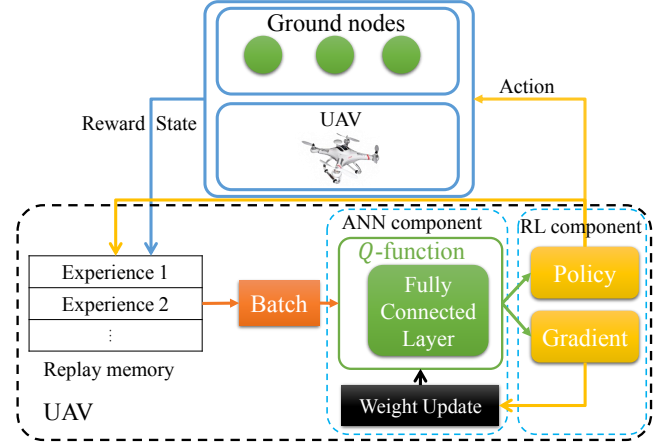 Ground nodes
Action
UAV
Reward State
ANN component
RL component
Q-function
Experience 1
Policy
Fully
Experience 2
Batch
Connected
Layer
Gradient
⋮
Replay memory
Weight Update
UAV